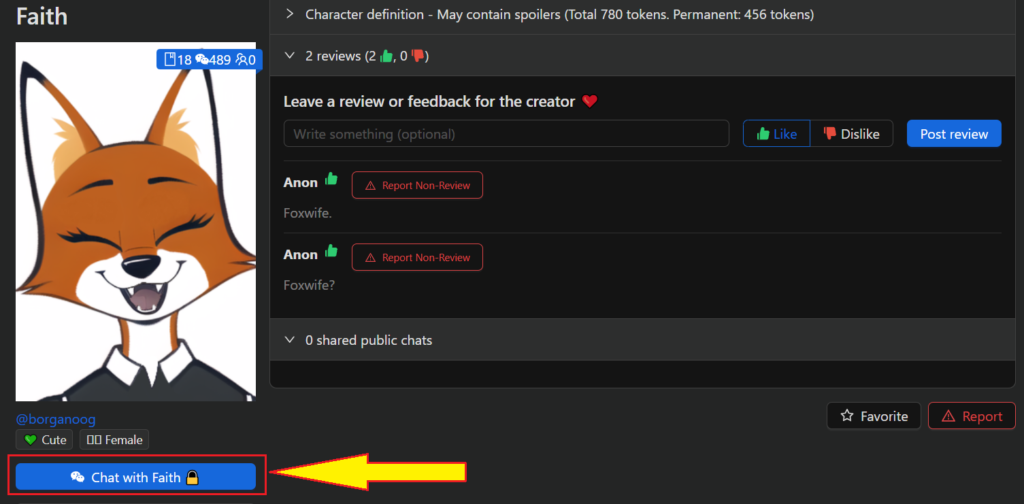 Faith
18 489 0
@borganoog
Cute Female
Chat with Faith
Character definition - May contain spoilers (Total 780 tokens. Permanent: 456 tokens)
2 reviews (2 👍, 0 👎)
Leave a review or feedback for the creator ❤️
Write something (optional)
Like Dislike Post review
Anon Report Non-Review
Foxwife.
Anon Report Non-Review
Foxwife?
0 shared public chats
Favorite Report